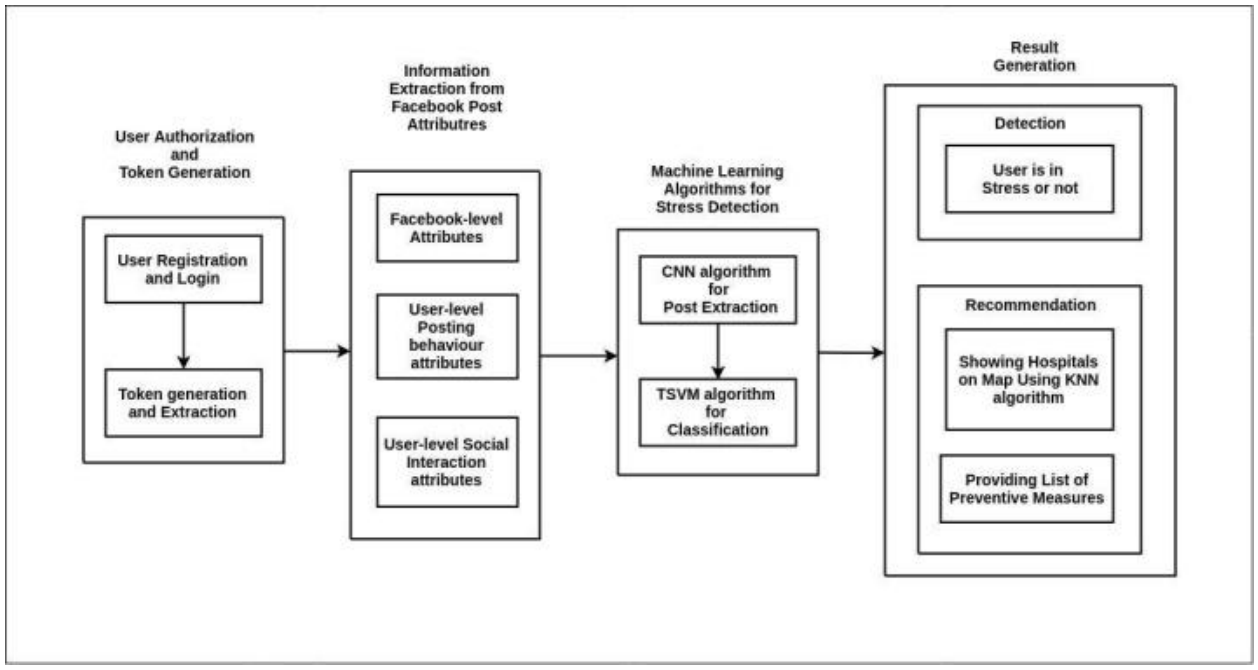 User Authorization
and
Token Generation
User Registration
and Login
Token generation
and Extraction
Information
Extraction from
Facebook Post
Attributres
Facebook-level
Attributes
User-level
Posting
behaviour
attributes
User-level Social
Interaction
attributes
Machine Learning
Algorithms for
Stress Detection
CNN algorithm
for
Post Extraction
TSVM algorithm
for
Classification
Result
Generation
Detection
User is in
Stress or not
Recommendation
Showing Hospitals
on Map Using KNN
algorithm
Providing List of
Preventive Measures